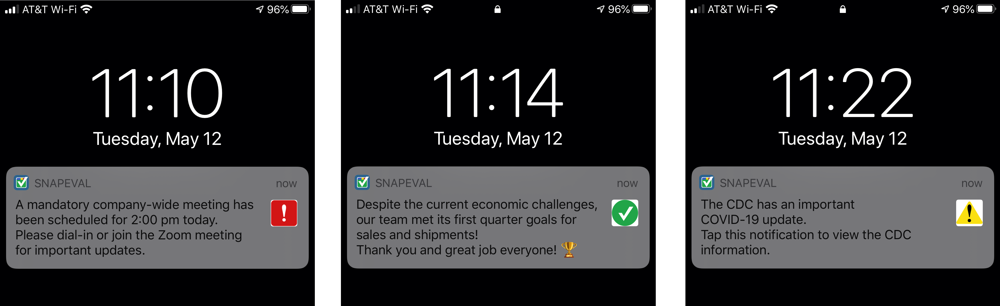 AT&T Wi-Fi 96%
11:10
Tuesday, May 12
SNAPEVAL now
A mandatory company-wide meeting has
been scheduled for 2:00 pm today.
Please dial-in or join the Zoom meeting
for important updates.
AT&T Wi-Fi 96%
11:14
Tuesday, May 12
SNAPEVAL now
Despite the current economic challenges,
our team met its first quarter goals for
sales and shipments!
Thank you and great job everyone! 🏆
AT&T Wi-Fi 96%
11:22
Tuesday, May 12
SNAPEVAL now
The CDC has an important
COVID-19 update.
Tap this notification to view the CDC
information.